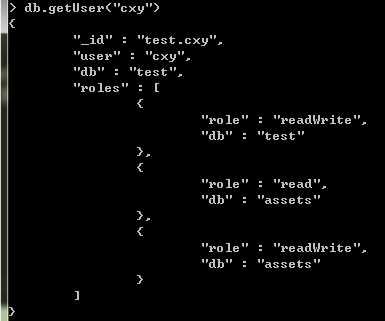 > db.getUser("cxy")
{
        "_id" : "test.cxy",
        "user" : "cxy",
        "db" : "test",
        "roles" : [
                {
                        "role" : "readWrite",
                        "db" : "test"
                },
                {
                        "role" : "read",
                        "db" : "assets"
                },
                {
                        "role" : "readWrite",
                        "db" : "assets"
                }
        ]
}